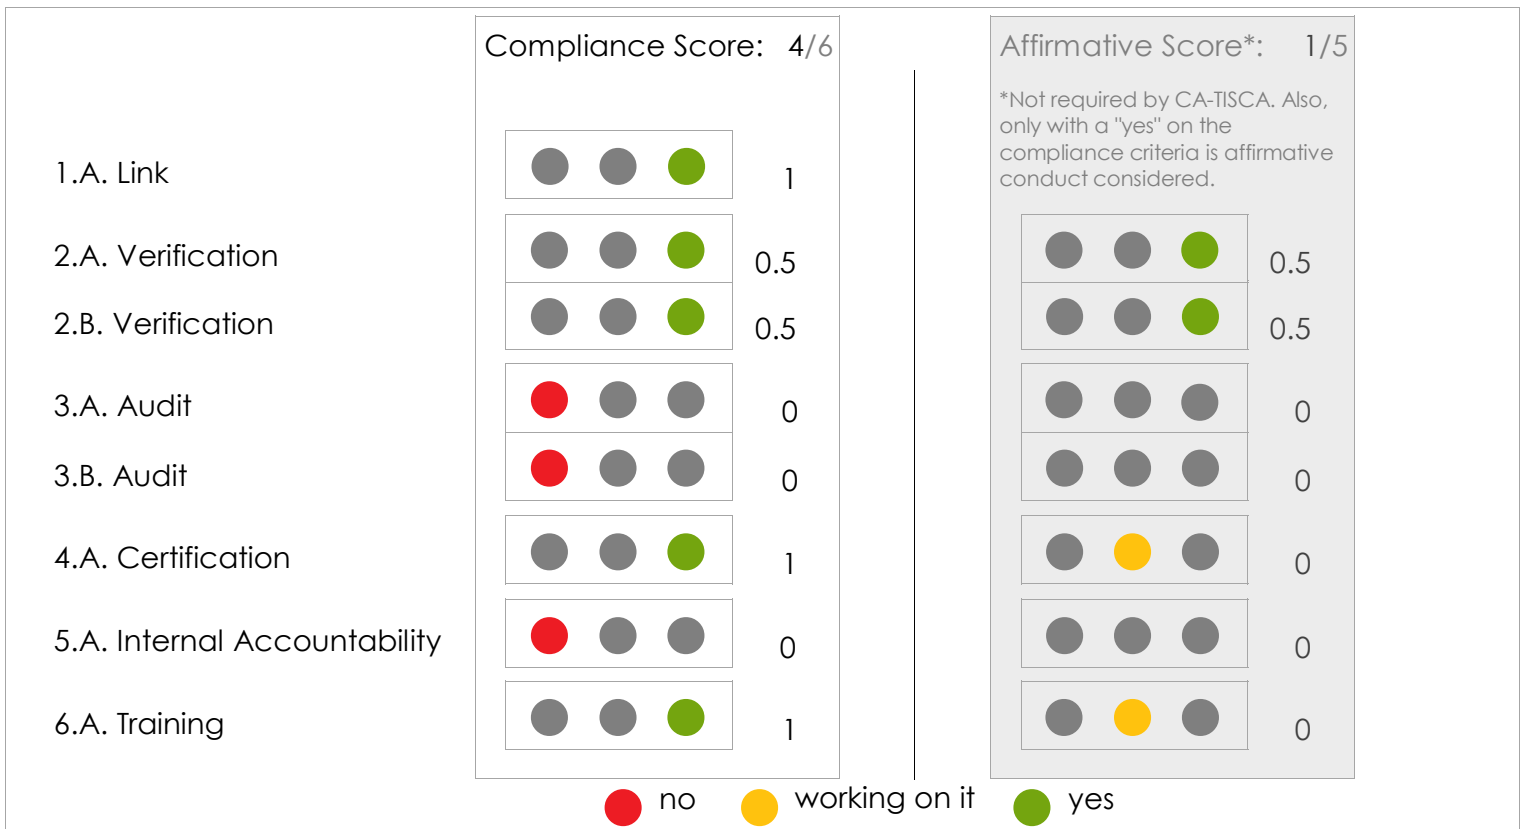 Compliance Score: 4/6
Affirmative Score*: 1/5
*Not required by CA-TISCA. Also,
only with a "yes" on the
compliance criteria is affirmative
conduct considered.
1.A. Link 1
2.A. Verification 0.5 0.5
2.B. Verification 0.5 0.5
3.A. Audit 0 0
3.B. Audit 0 0
4.A. Certification 1 0
5.A. Internal Accountability 0 0
6.A. Training 1 0
no working on it yes